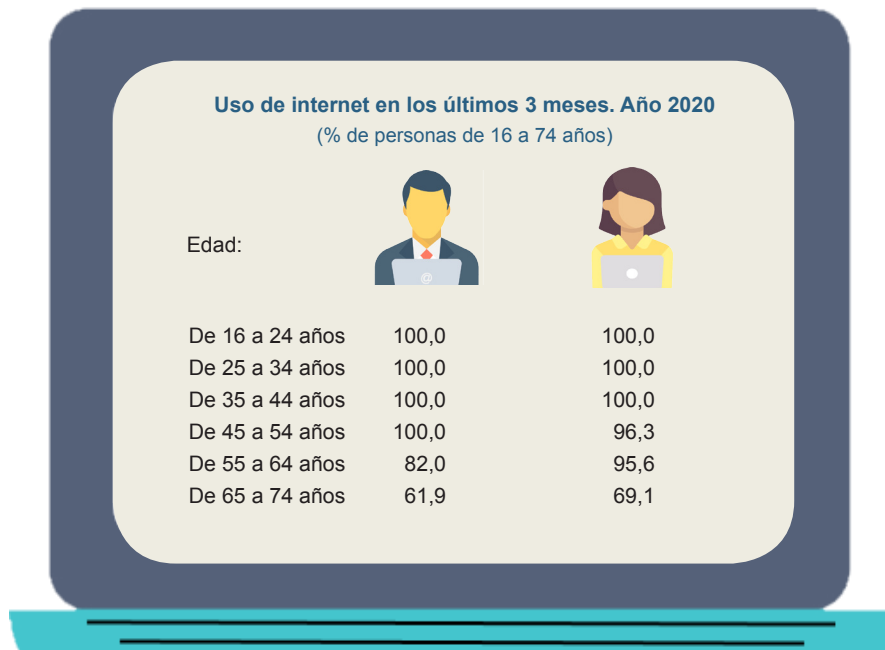 Uso de internet en los últimos 3 meses. Año 2020
(% de personas de 16 a 74 años)
Edad:
@
De 16 a 24 años 100,0 100,0
De 25 a 34 años 100,0 100,0
De 35 a 44 años 100,0 100,0
De 45 a 54 años 100,0 96,3
De 55 a 64 años 82,0 95,6
De 65 a 74 años 61,9 69,1